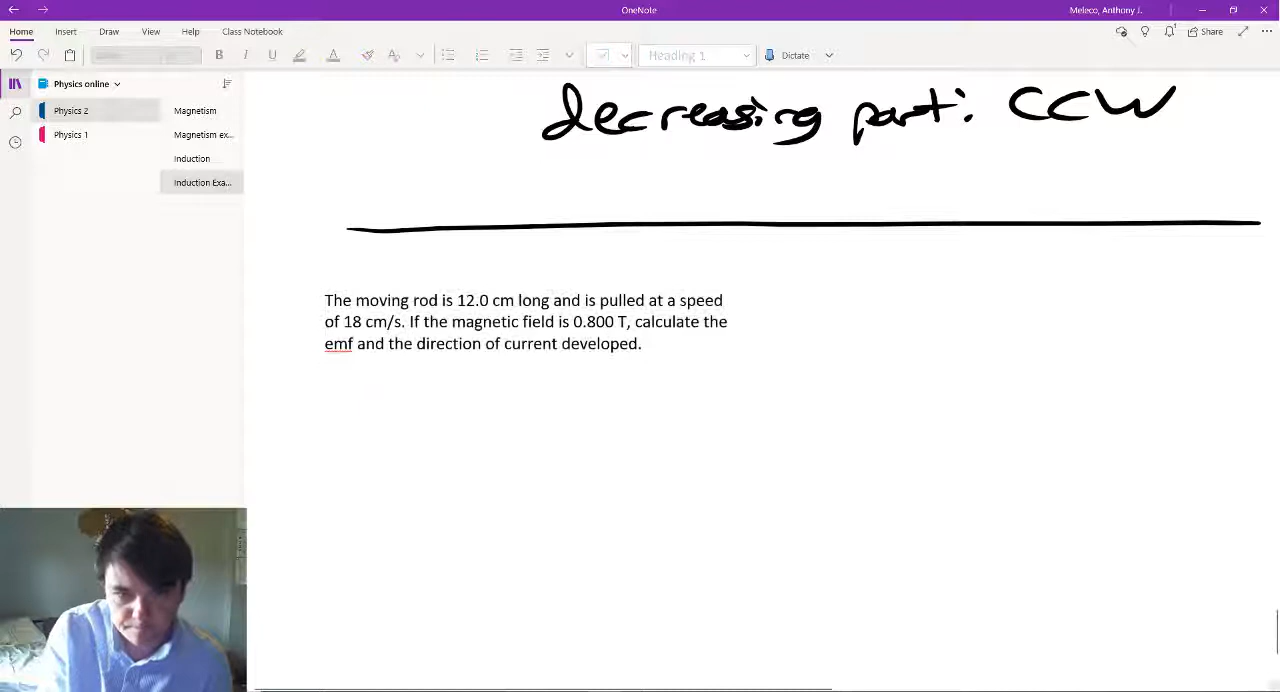 OneNote
Meleco, Anthony J.
Home Insert Draw View Help Class Notebook
Share
B I U A Heading 1 Dictate
Physics online
Physics 2
Magnetism
Physics 1
Magnetism ex...
Induction
Induction Exa...
decreasing part: CCW
The moving rod is 12.0 cm long and is pulled at a speed
of 18 cm/s. If the magnetic field is 0.800 T, calculate the
emf and the direction of current developed.